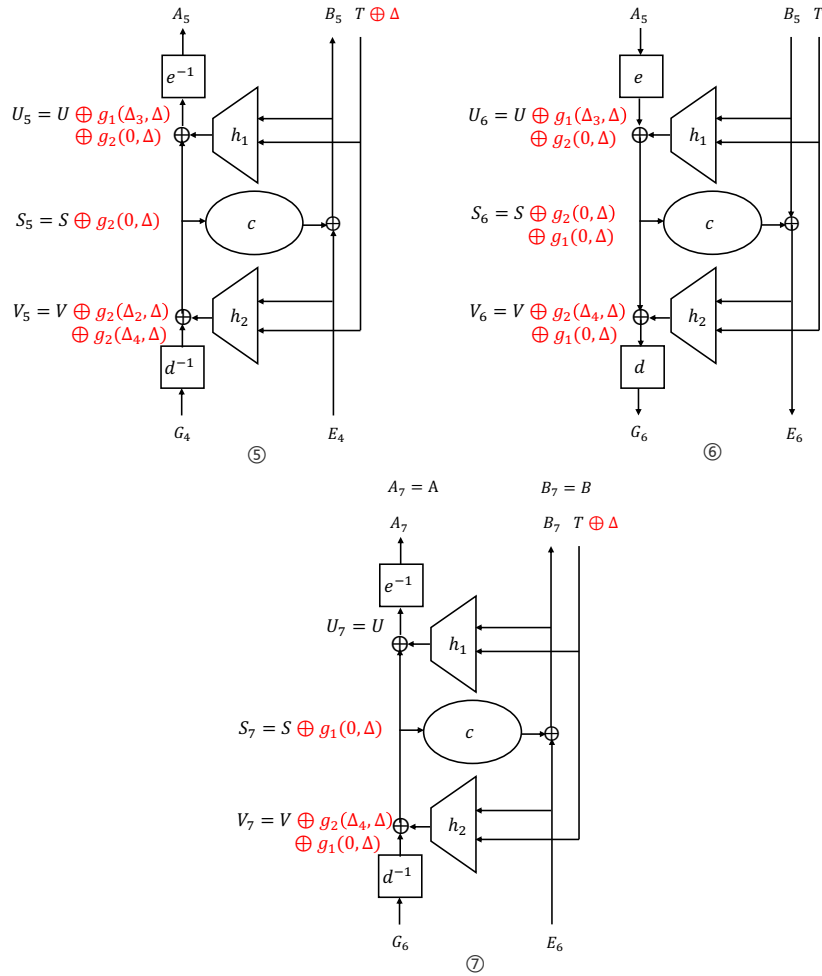 A₅ B₅ T ⊕ Δ
e⁻¹
U₅ = U ⊕ g₁(Δ₃, Δ)
⊕ g₂(0, Δ)
h₁
S₅ = S ⊕ g₂(0, Δ)
c
V₅ = V ⊕ g₂(Δ₂, Δ)
⊕ g₂(Δ₄, Δ)
h₂
d⁻¹
G₄ E₄
⑤
A₅ B₅ T
e
U₆ = U ⊕ g₁(Δ₃, Δ)
⊕ g₂(0, Δ)
h₁
S₆ = S ⊕ g₂(0, Δ)
⊕ g₁(0, Δ)
c
V₆ = V ⊕ g₂(Δ₄, Δ)
⊕ g₁(0, Δ)
h₂
d
G₆ E₆
⑥
A₇ = A B₇ = B
A₇ B₇ T ⊕ Δ
e⁻¹
U₇ = U
h₁
S₇ = S ⊕ g₁(0, Δ)
c
V₇ = V ⊕ g₂(Δ₄, Δ)
⊕ g₁(0, Δ)
h₂
d⁻¹
G₆ E₆
⑦